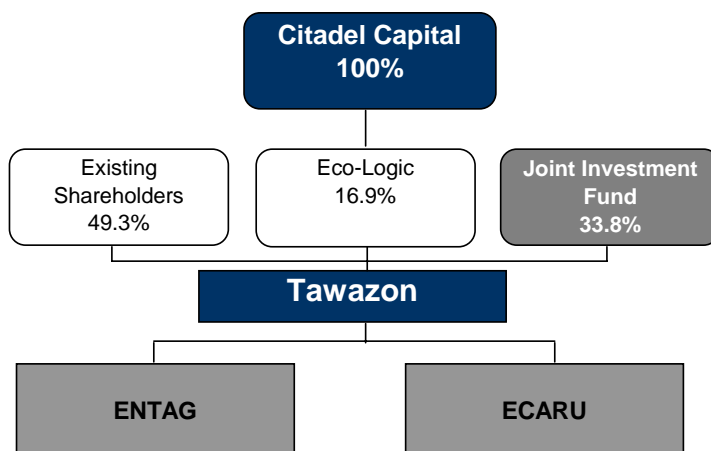 Citadel Capital
100%
Existing
Shareholders
49.3%
Eco-Logic
16.9%
Joint Investment
Fund
33.8%
Tawazon
ENTAG
ECARU